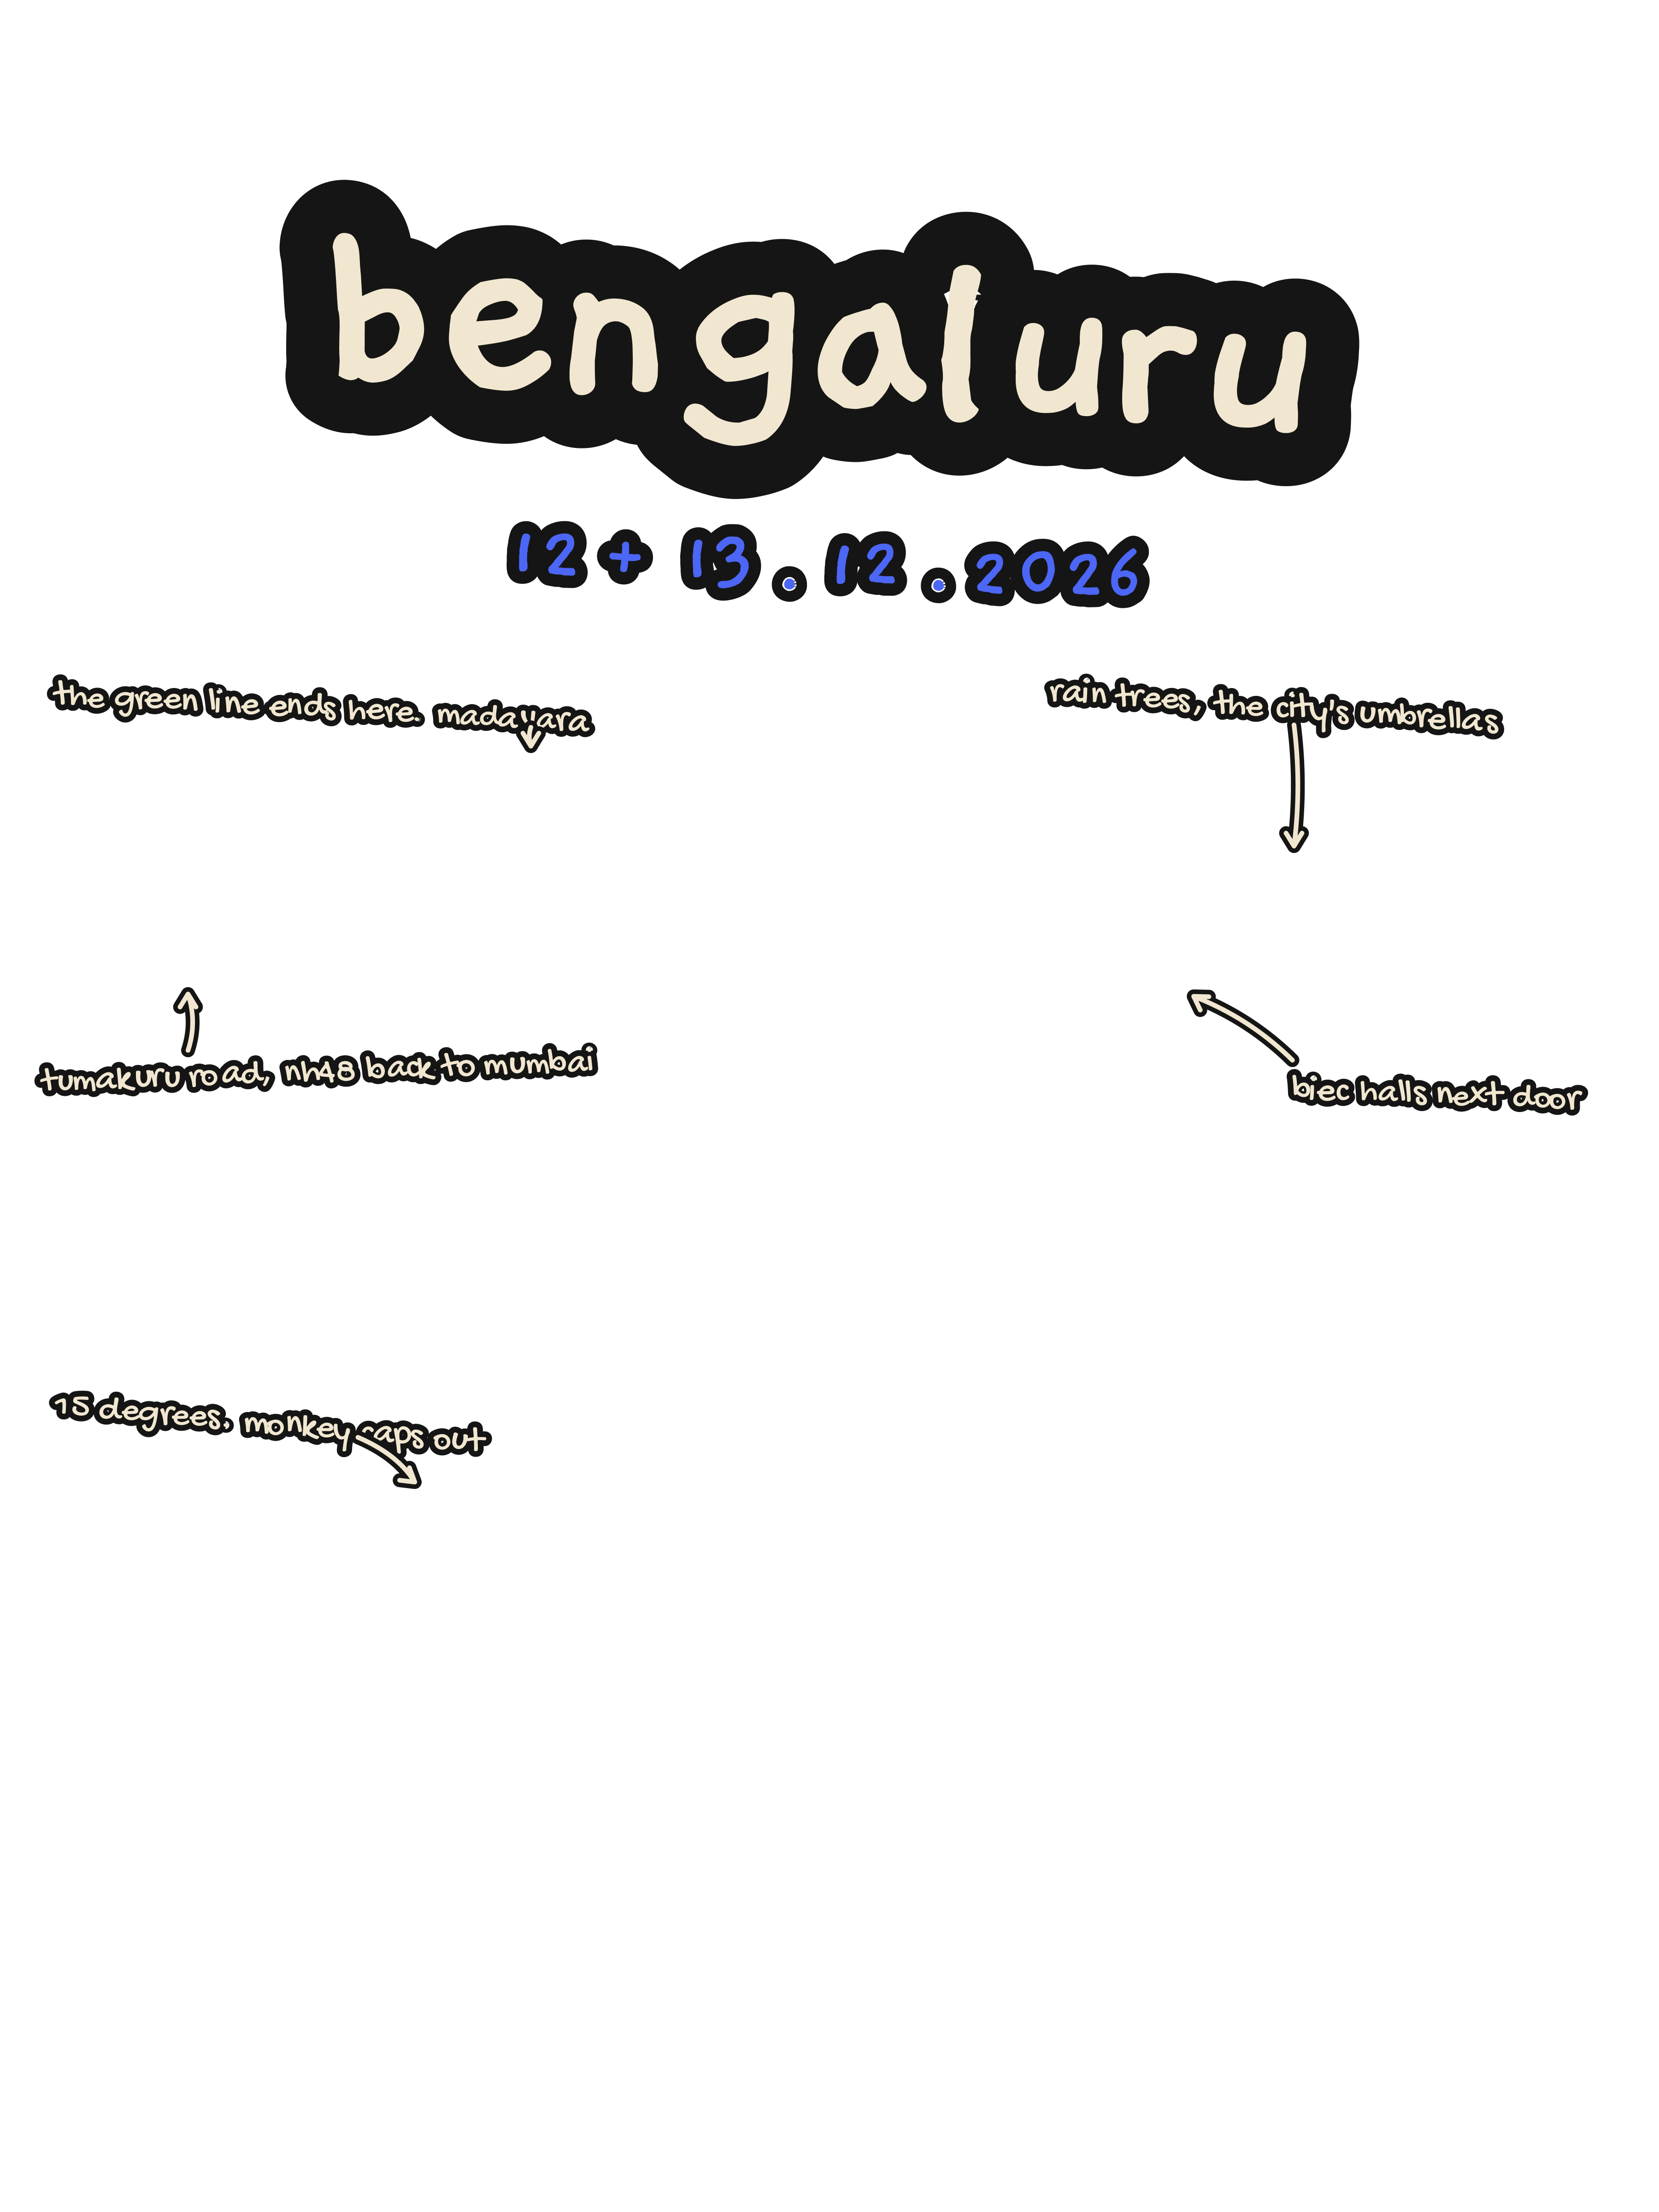 bengaluru
12 + 13.12.2026
the green line ends here. madavara
rain trees, the city's umbrellas
tumakuru road, nh48 back to mumbai
biec halls next door
15 degrees. monkey caps out